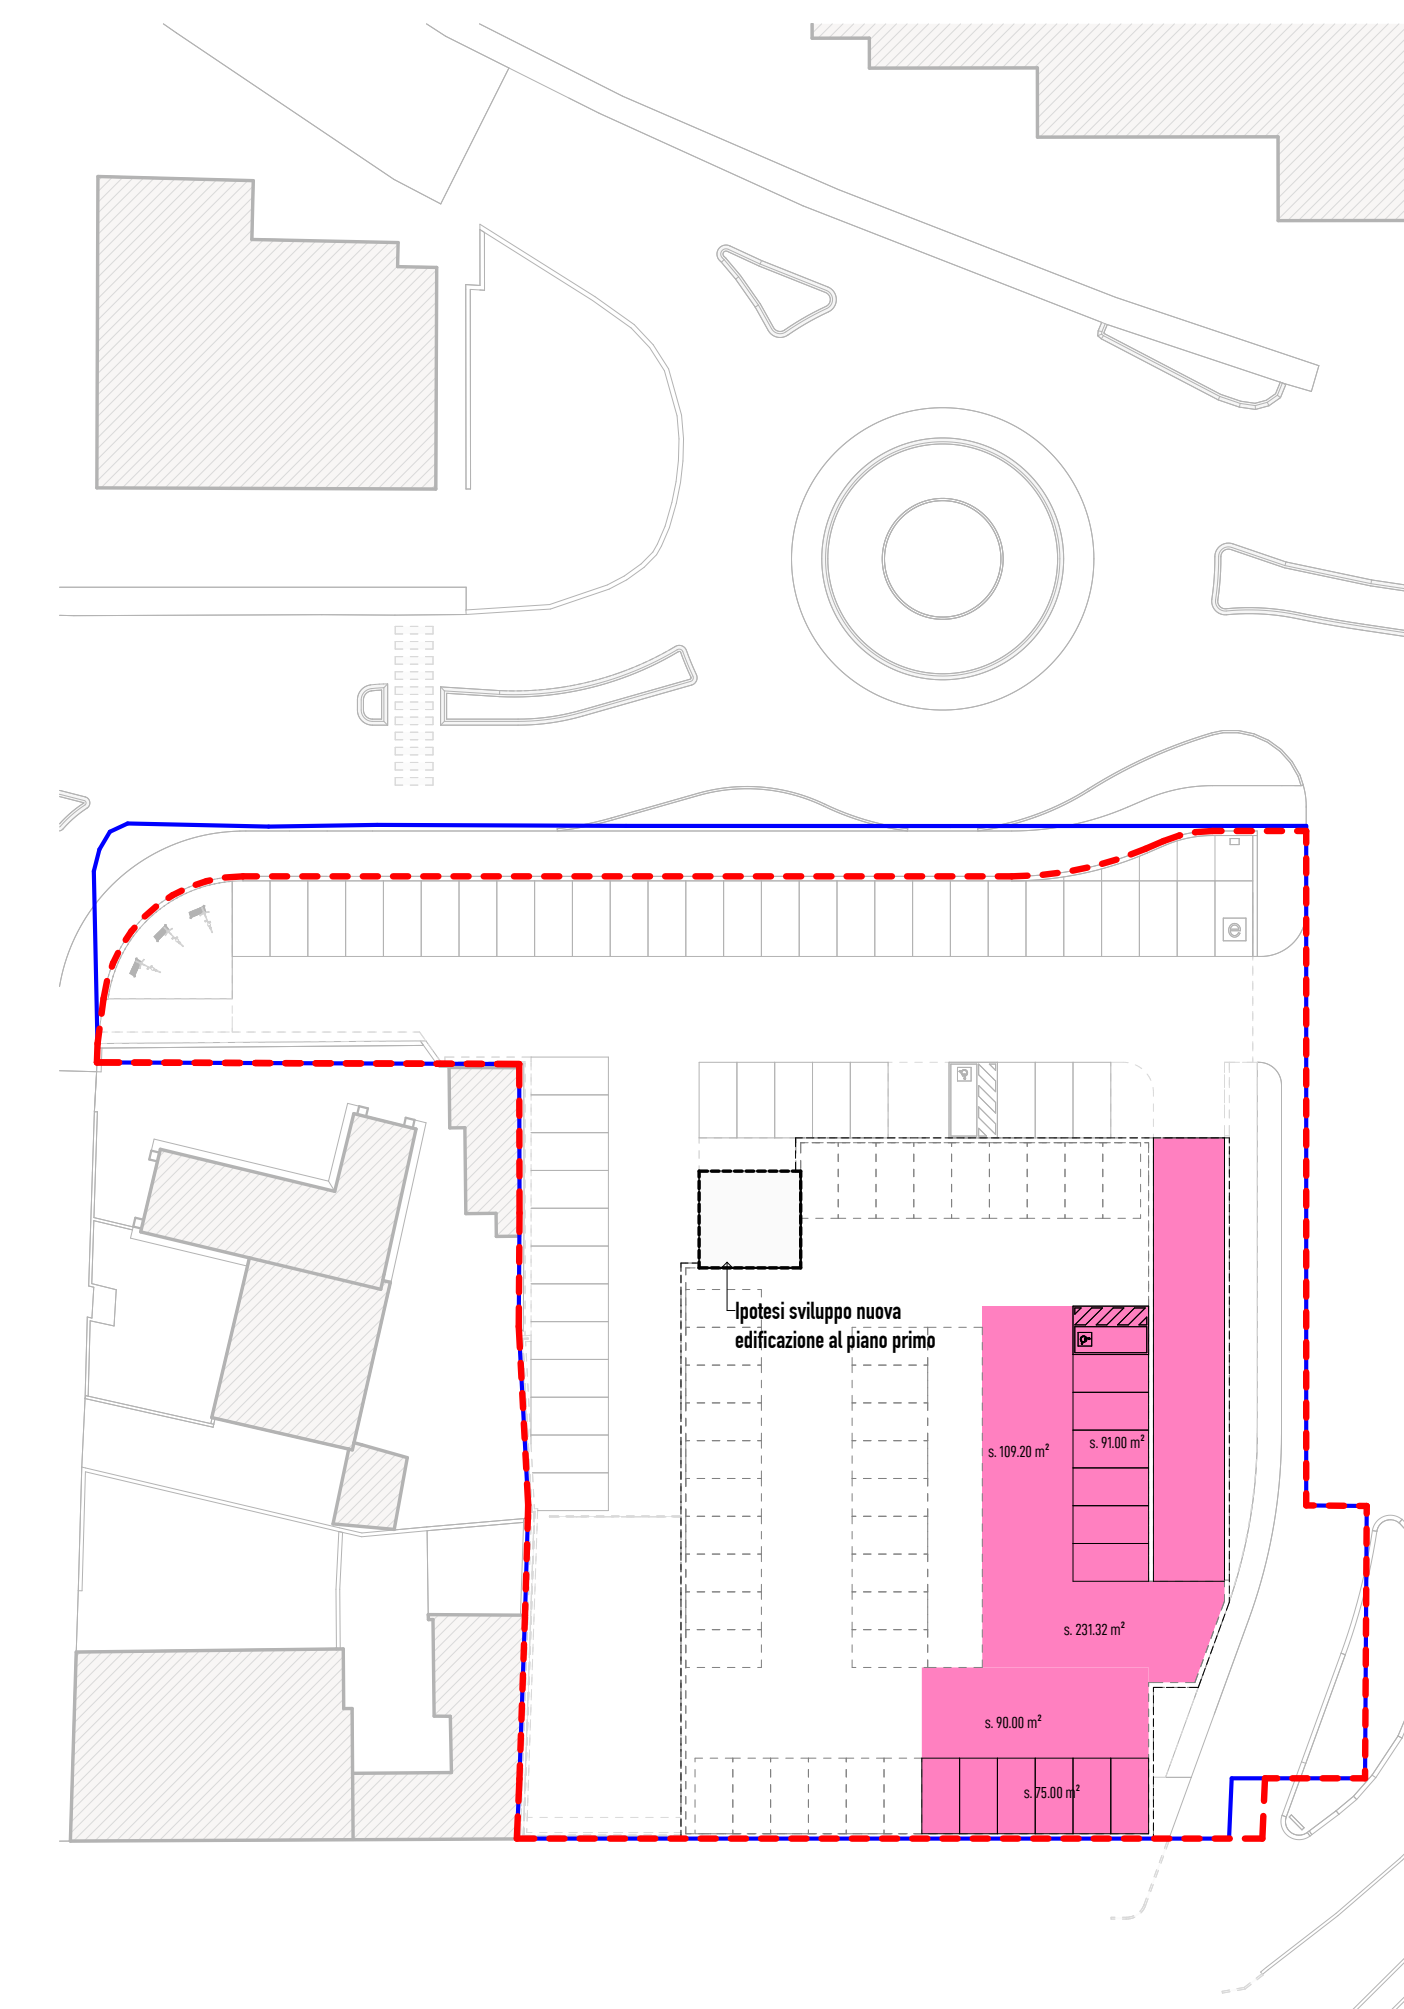 Ipotesi sviluppo nuova
edificazione al piano primo
s. 109.20 m²
s. 91.00 m²
s. 231.32 m²
s. 90.00 m²
s. 75.00 m²